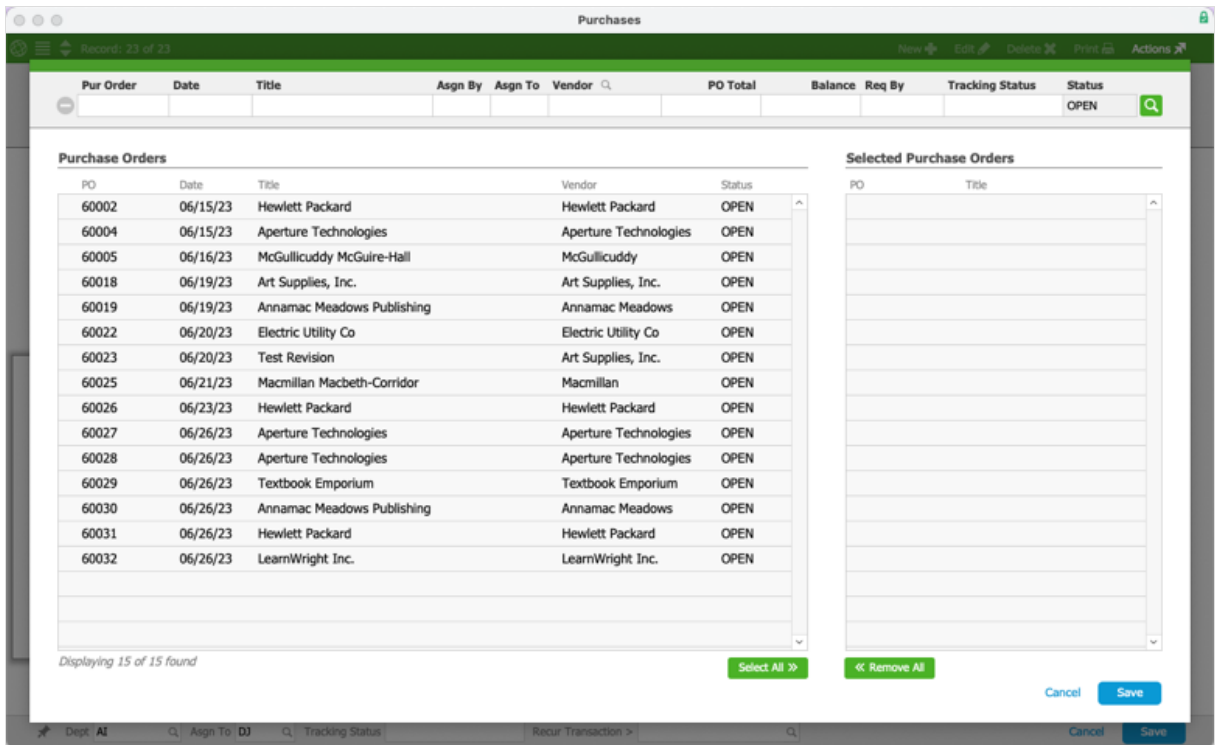 Purchases
Record: 23 of 23 New Edit Delete Print Actions
Pur Order Date Title Asgn By Asgn To Vendor PO Total Balance Req By Tracking Status Status
OPEN
Purchase Orders Selected Purchase Orders
PO Date Title Vendor Status PO Title
60002 06/15/23 Hewlett Packard Hewlett Packard OPEN
60004 06/15/23 Aperture Technologies Aperture Technologies OPEN
60005 06/16/23 McGullicuddy McGuire-Hall McGullicuddy OPEN
60018 06/19/23 Art Supplies, Inc. Art Supplies, Inc. OPEN
60019 06/19/23 Annamac Meadows Publishing Annamac Meadows OPEN
60022 06/20/23 Electric Utility Co Electric Utility Co OPEN
60023 06/20/23 Test Revision Art Supplies, Inc. OPEN
60025 06/21/23 Macmillan Macbeth-Corridor Macmillan OPEN
60026 06/23/23 Hewlett Packard Hewlett Packard OPEN
60027 06/26/23 Aperture Technologies Aperture Technologies OPEN
60028 06/26/23 Aperture Technologies Aperture Technologies OPEN
60029 06/26/23 Textbook Emporium Textbook Emporium OPEN
60030 06/26/23 Annamac Meadows Publishing Annamac Meadows OPEN
60031 06/26/23 Hewlett Packard Hewlett Packard OPEN
60032 06/26/23 LearnWright Inc. LearnWright Inc. OPEN
Displaying 15 of 15 found Select All » « Remove All
Cancel Save
Dept AI Asgn To DJ Tracking Status Recur Transaction > Cancel Save